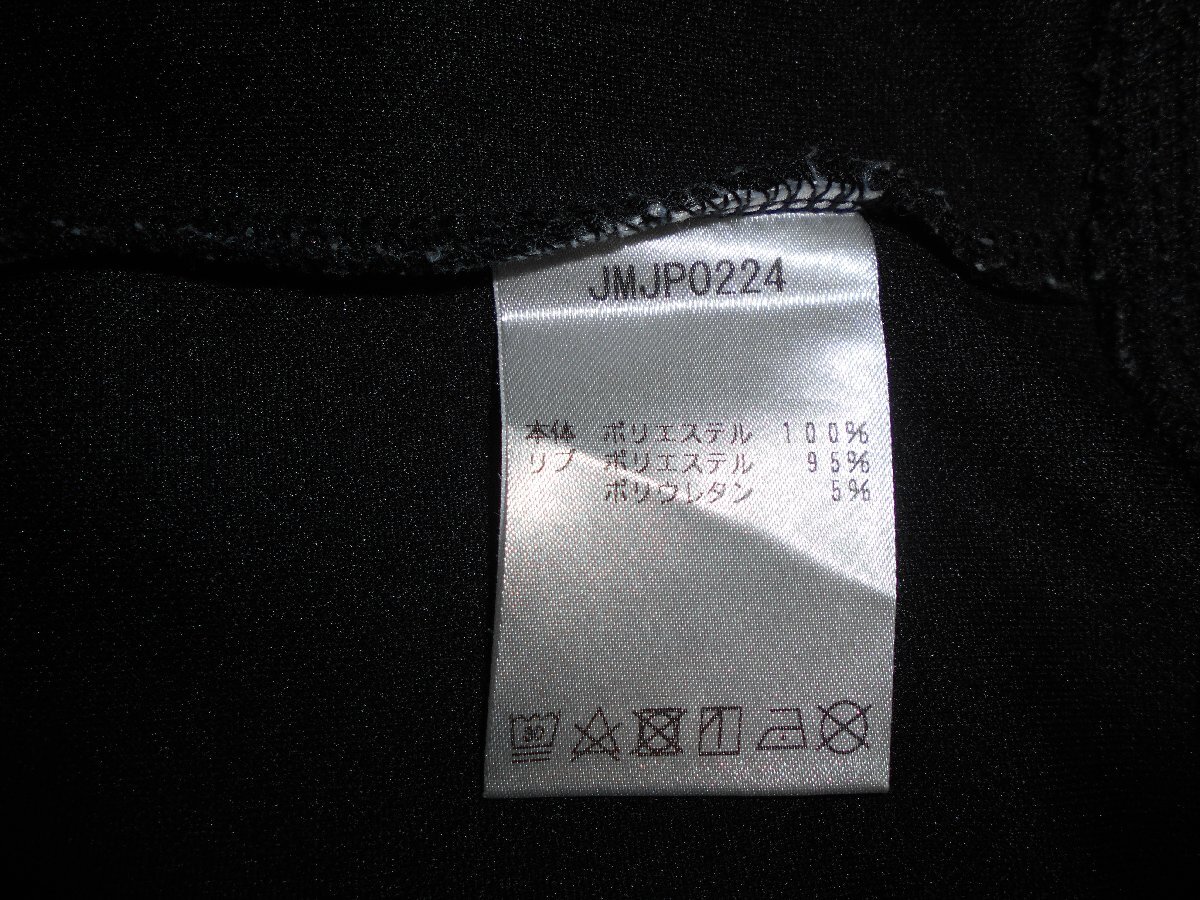 JMJP0224
本体 ポリエステル 100%
リブ ポリエステル 95%
ポリウレタン 5%
30